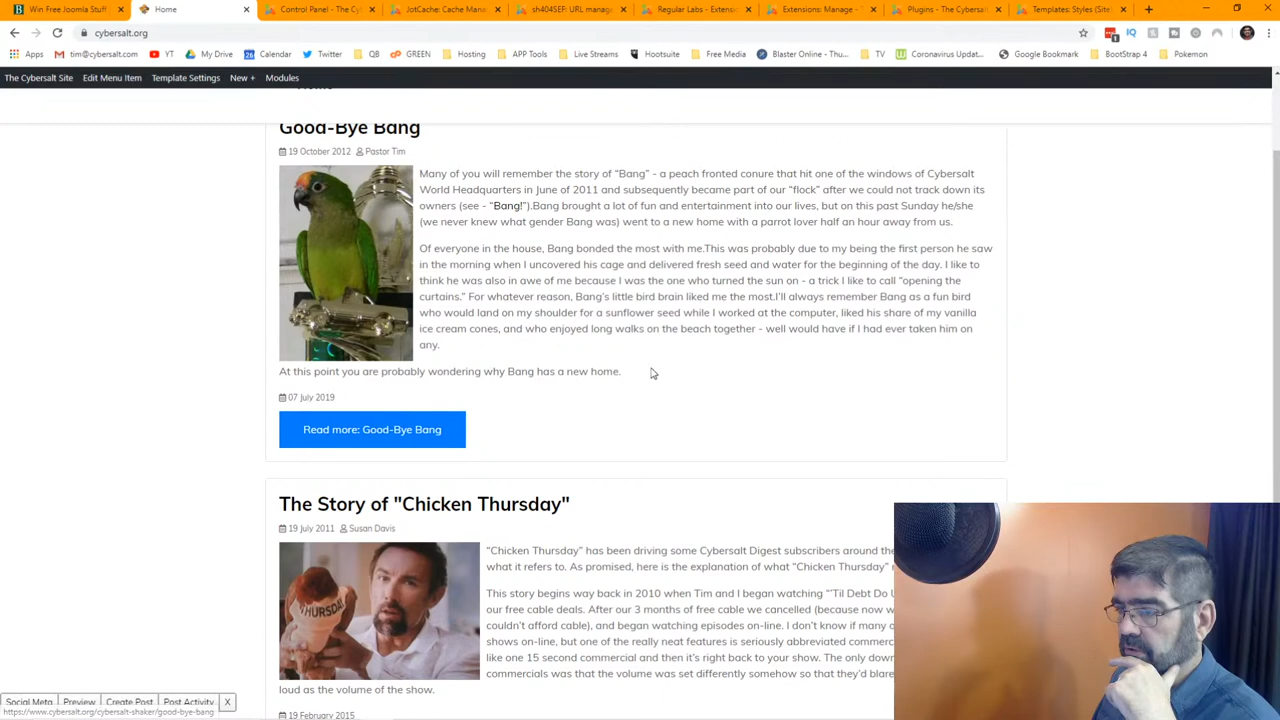 Win Free Joomla Stuff
Home
Control Panel - The Cy
JotCache: Cache Man
sh404SEF: URL manage
Regular Labs - Extensi
Extensions: Manage - T
Plugins - The Cybersal
Templates: Styles (Site)
cybersalt.org
Apps
tim@cybersalt.com
YT
My Drive
Calendar
Twitter
QB
GREEN
Hosting
APP Tools
Live Streams
Hootsuite
Free Media
Blaster Online - Thu...
TV
Coronavirus Updat...
Google Bookmark
BootStrap 4
Pokemon
The Cybersalt Site
Edit Menu Item
Template Settings
New +
Modules
Home
Good-Bye Bang
19 October 2012 Pastor Tim
Many of you will remember the story of “Bang” - a peach fronted conure that hit one of the windows of Cybersalt
World Headquarters in June of 2011 and subsequently became part of our “flock” after we could not track down its
owners (see - “Bang!”).Bang brought a lot of fun and entertainment into our lives, but on this past Sunday he/she
(we never knew what gender Bang was) went to a new home with a parrot lover half an hour away from us.
Of everyone in the house, Bang bonded the most with me.This was probably due to my being the first person he saw
in the morning when I uncovered his cage and delivered fresh seed and water for the beginning of the day. I like to
think he was also in awe of me because I was the one who turned the sun on - a trick I like to call “opening the
curtains.” For whatever reason, Bang’s little bird brain liked me the most.I’ll always remember Bang as a fun bird
who would land on my shoulder for a sunflower seed while I worked at the computer, liked his share of my vanilla
ice cream cones, and who enjoyed long walks on the beach together - well would have if I had ever taken him on
any.
At this point you are probably wondering why Bang has a new home.
07 July 2019
Read more: Good-Bye Bang
The Story of "Chicken Thursday"
19 July 2011 Susan Davis
THURSDAY
“Chicken Thursday” has been driving some Cybersalt Digest subscribers around the
what it refers to. As promised, here is the explanation of what “Chicken Thursday”
This story begins way back in 2010 when Tim and I began watching “’Til Debt Do
our free cable deals. After our 3 months of free cable we cancelled (because now w
couldn’t afford cable), and began watching episodes on-line. I don’t know if many o
shows on-line, but one of the really neat features is seriously abbreviated commerc
like one 15 second commercial and then it’s right back to your show. The only down
commercials was that the volume was set differently somehow so that they’d blare
loud as the volume of the show.
19 February 2015
Social Meta
Preview
Create Post
Post Activity
X
https://www.cybersalt.org/cybersalt-shaker/good-bye-bang